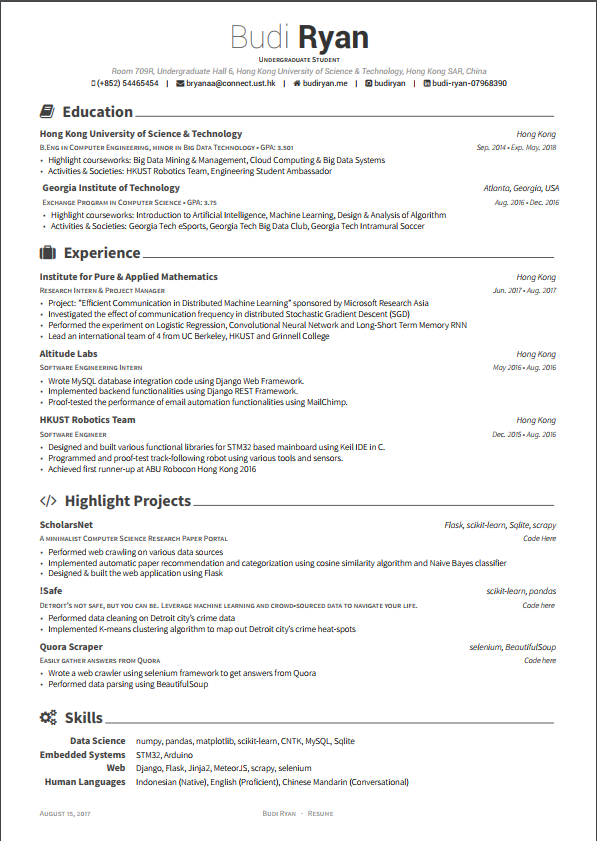 Budi Ryan
Undergraduate Student
Room 709R, Undergraduate Hall 6, Hong Kong University of Science & Technology, Hong Kong SAR, China
(+852) 54465454 | bryanaa@connect.ust.hk | budiryan.me | budiryan | budi-ryan-07968390
Education
Hong Kong University of Science & Technology Hong Kong
B.Eng in Computer Engineering, minor in Big Data Technology • GPA: 3.501 Sep. 2014 • Exp. May. 2018
• Highlight courseworks: Big Data Mining & Management, Cloud Computing & Big Data Systems
• Activities & Societies: HKUST Robotics Team, Engineering Student Ambassador
Georgia Institute of Technology Atlanta, Georgia, USA
Exchange Program in Computer Science • GPA: 3.75 Aug. 2016 • Dec. 2016
• Highlight courseworks: Introduction to Artificial Intelligence, Machine Learning, Design & Analysis of Algorithm
• Activities & Societies: Georgia Tech eSports, Georgia Tech Big Data Club, Georgia Tech Intramural Soccer
Experience
Institute for Pure & Applied Mathematics Hong Kong
Research Intern & Project Manager Jun. 2017 • Aug. 2017
• Project: "Efficient Communication in Distributed Machine Learning" sponsored by Microsoft Research Asia
• Investigated the effect of communication frequency in distributed Stochastic Gradient Descent (SGD)
• Performed the experiment on Logistic Regression, Convolutional Neural Network and Long-Short Term Memory RNN
• Lead an international team of 4 from UC Berkeley, HKUST and Grinnell College
Altitude Labs Hong Kong
Software Engineering Intern May 2016 • Aug. 2016
• Wrote MySQL database integration code using Django Web Framework.
• Implemented backend functionalities using Django REST Framework.
• Proof-tested the performance of email automation functionalities using MailChimp.
HKUST Robotics Team Hong Kong
Software Engineer Dec. 2015 • Aug. 2016
• Designed and built various functional libraries for STM32 based mainboard using Keil IDE in C.
• Programmed and proof-test track-following robot using various tools and sensors.
• Achieved first runner-up at ABU Robocon Hong Kong 2016
</> Highlight Projects
ScholarsNet Flask, scikit-learn, Sqlite, scrapy
A minimalist Computer Science Research Paper Portal Code Here
• Performed web crawling on various data sources
• Implemented automatic paper recommendation and categorization using cosine similarity algorithm and Naive Bayes classifier
• Designed & built the web application using Flask
!Safe scikit-learn, pandas
Detroit's not safe, but you can be. Leverage machine learning and crowd-sourced data to navigate your life. Code here
• Performed data cleaning on Detroit city's crime data
• Implemented K-means clustering algorithm to map out Detroit city's crime heat-spots
Quora Scraper selenium, BeautifulSoup
Easily gather answers from Quora Code here
• Wrote a web crawler using selenium framework to get answers from Quora
• Performed data parsing using BeautifulSoup
Skills
Data Science numpy, pandas, matplotlib, scikit-learn, CNTK, MySQL, Sqlite
Embedded Systems STM32, Arduino
Web Django, Flask, Jinja2, MeteorJS, scrapy, selenium
Human Languages Indonesian (Native), English (Proficient), Chinese Mandarin (Conversational)
August 15, 2017 Budi Ryan · Resume